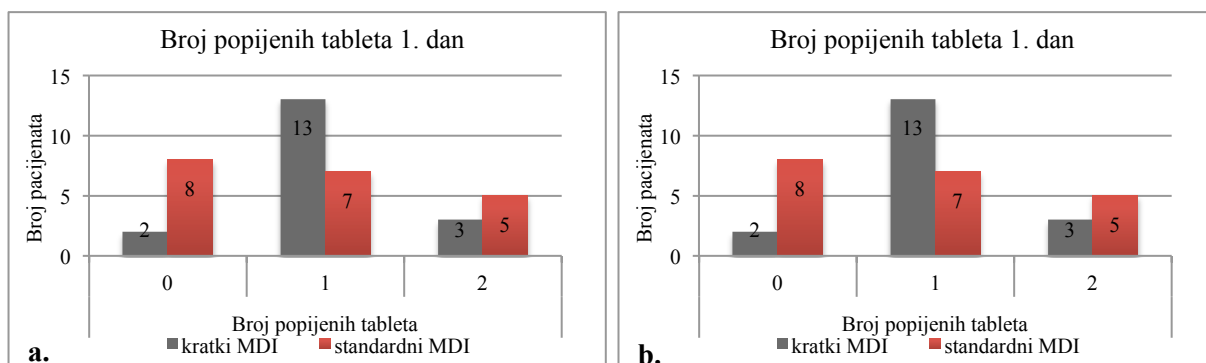 Broj popijenih tableta 1. dan
Broj pacijenata
15
10
5
0
2
8
13
7
3
5
0
1
2
Broj popijenih tableta
kratki MDI
standardni MDI
a.
Broj popijenih tableta 1. dan
Broj pacijenata
15
10
5
0
2
8
13
7
3
5
0
1
2
Broj popijenih tableta
kratki MDI
standardni MDI
b.